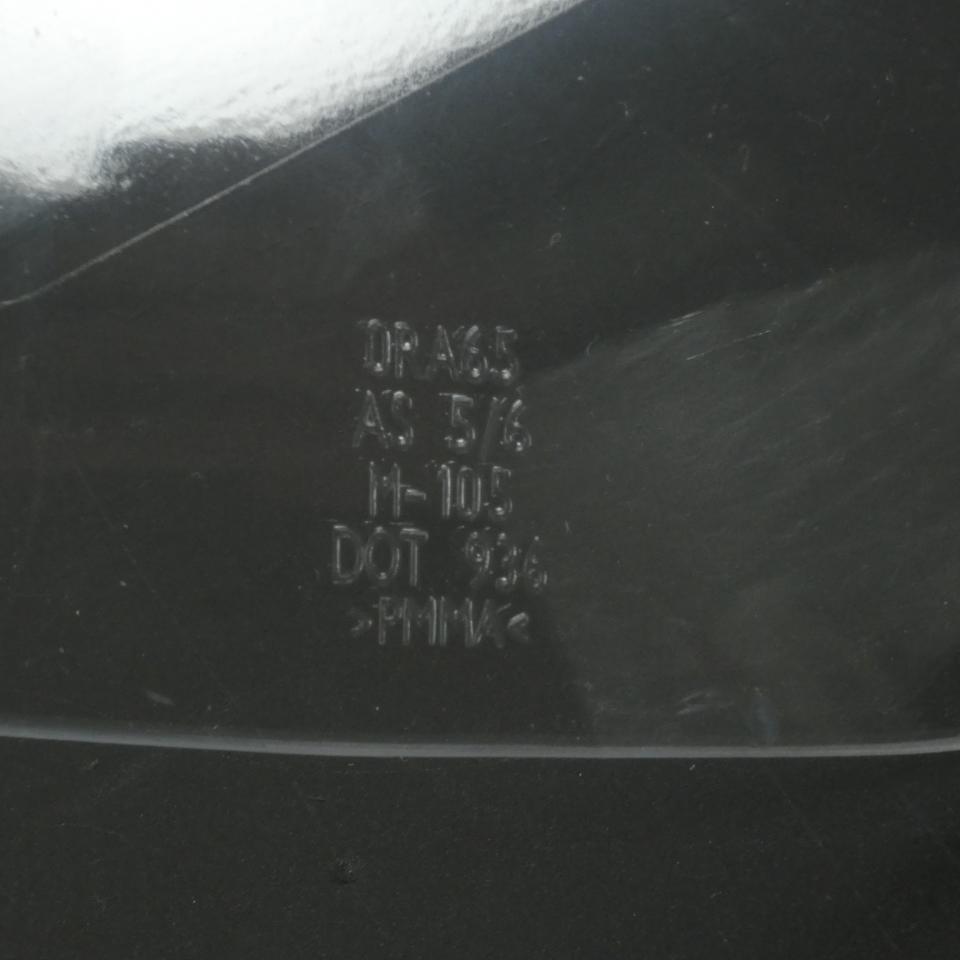 DPA65
AS 5/6
M-105
DOT 936
>PMMA<